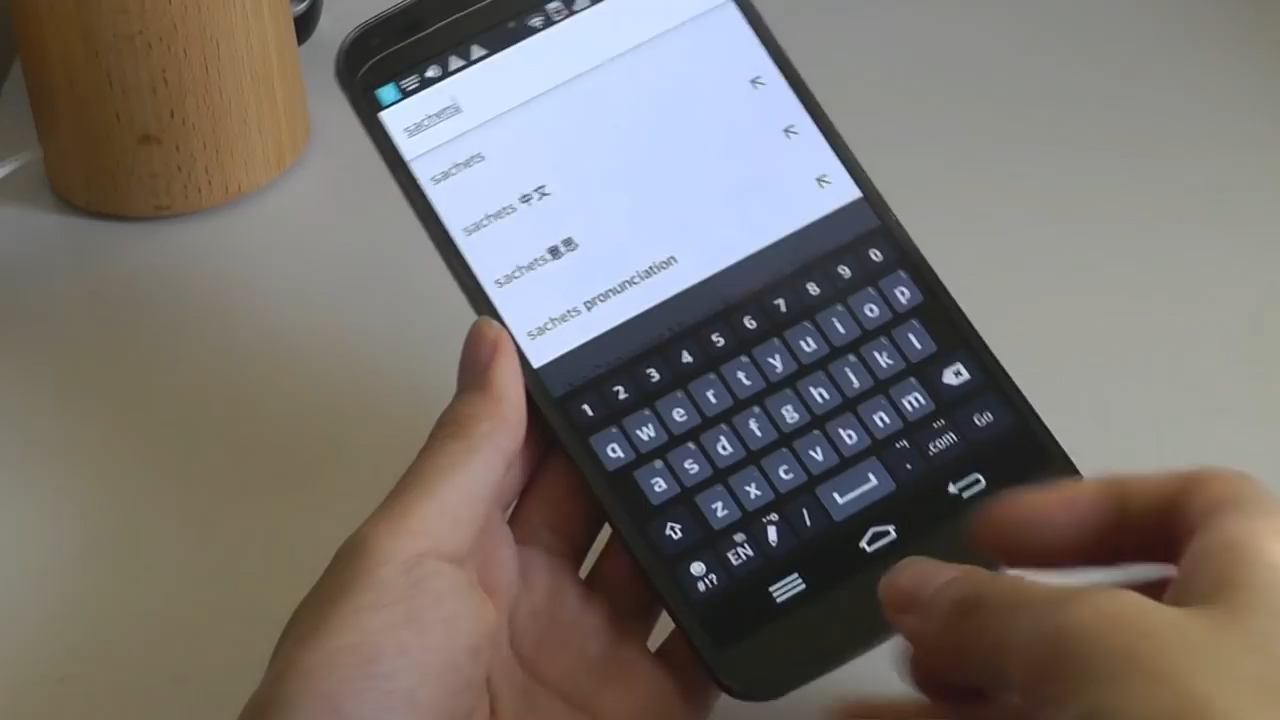 sachets
sachets
sachets 中文
sachets意思
sachets pronunciation
1 2 3 4 5 6 7 8 9 0
q w e r t y u i o p
a s d f g h j k l
z x c v b n m
#!? EN / . .com Go